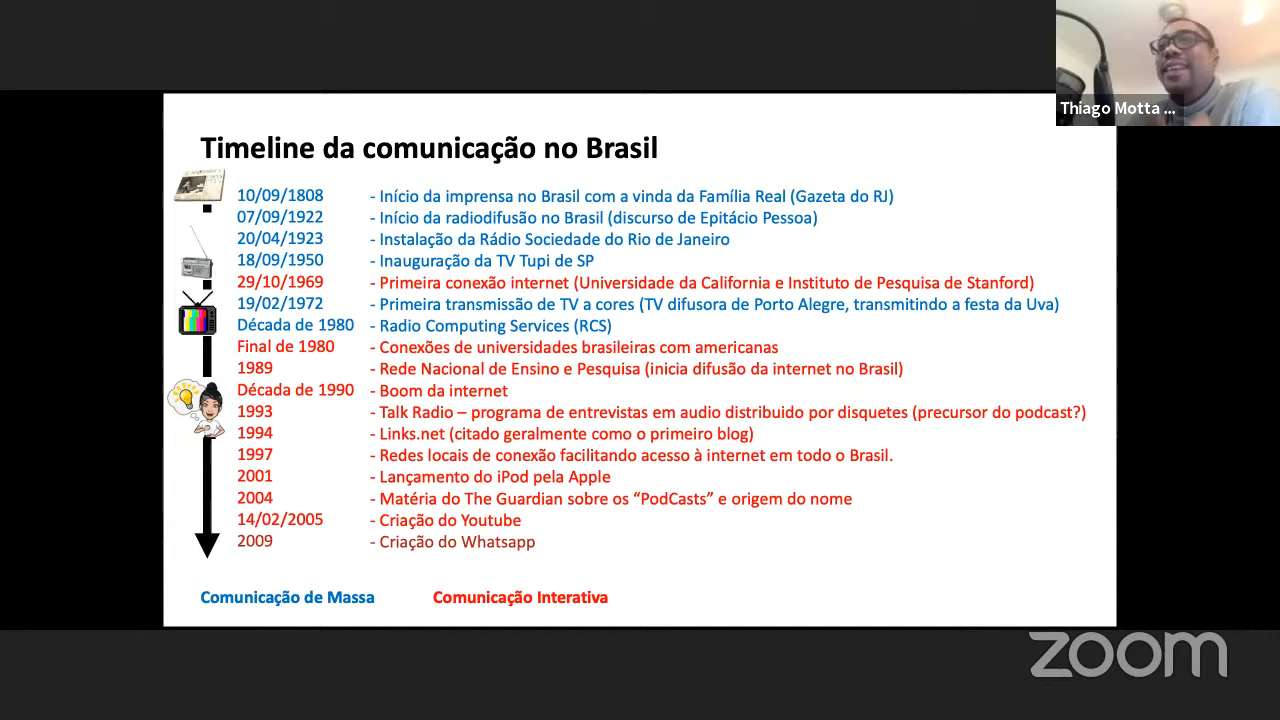 Thiago Motta ...
Timeline da comunicação no Brasil
10/09/1808 - Início da imprensa no Brasil com a vinda da Família Real (Gazeta do RJ)
07/09/1922 - Início da radiodifusão no Brasil (discurso de Epitácio Pessoa)
20/04/1923 - Instalação da Rádio Sociedade do Rio de Janeiro
18/09/1950 - Inauguração da TV Tupi de SP
29/10/1969 - Primeira conexão internet (Universidade da California e Instituto de Pesquisa de Stanford)
19/02/1972 - Primeira transmissão de TV a cores (TV difusora de Porto Alegre, transmitindo a festa da Uva)
Década de 1980 - Radio Computing Services (RCS)
Final de 1980 - Conexões de universidades brasileiras com americanas
1989 - Rede Nacional de Ensino e Pesquisa (inicia difusão da internet no Brasil)
Década de 1990 - Boom da internet
1993 - Talk Radio – programa de entrevistas em audio distribuido por disquetes (precursor do podcast?)
1994 - Links.net (citado geralmente como o primeiro blog)
1997 - Redes locais de conexão facilitando acesso à internet em todo o Brasil.
2001 - Lançamento do iPod pela Apple
2004 - Matéria do The Guardian sobre os “PodCasts” e origem do nome
14/02/2005 - Criação do Youtube
2009 - Criação do Whatsapp
Comunicação de Massa Comunicação Interativa
zoom